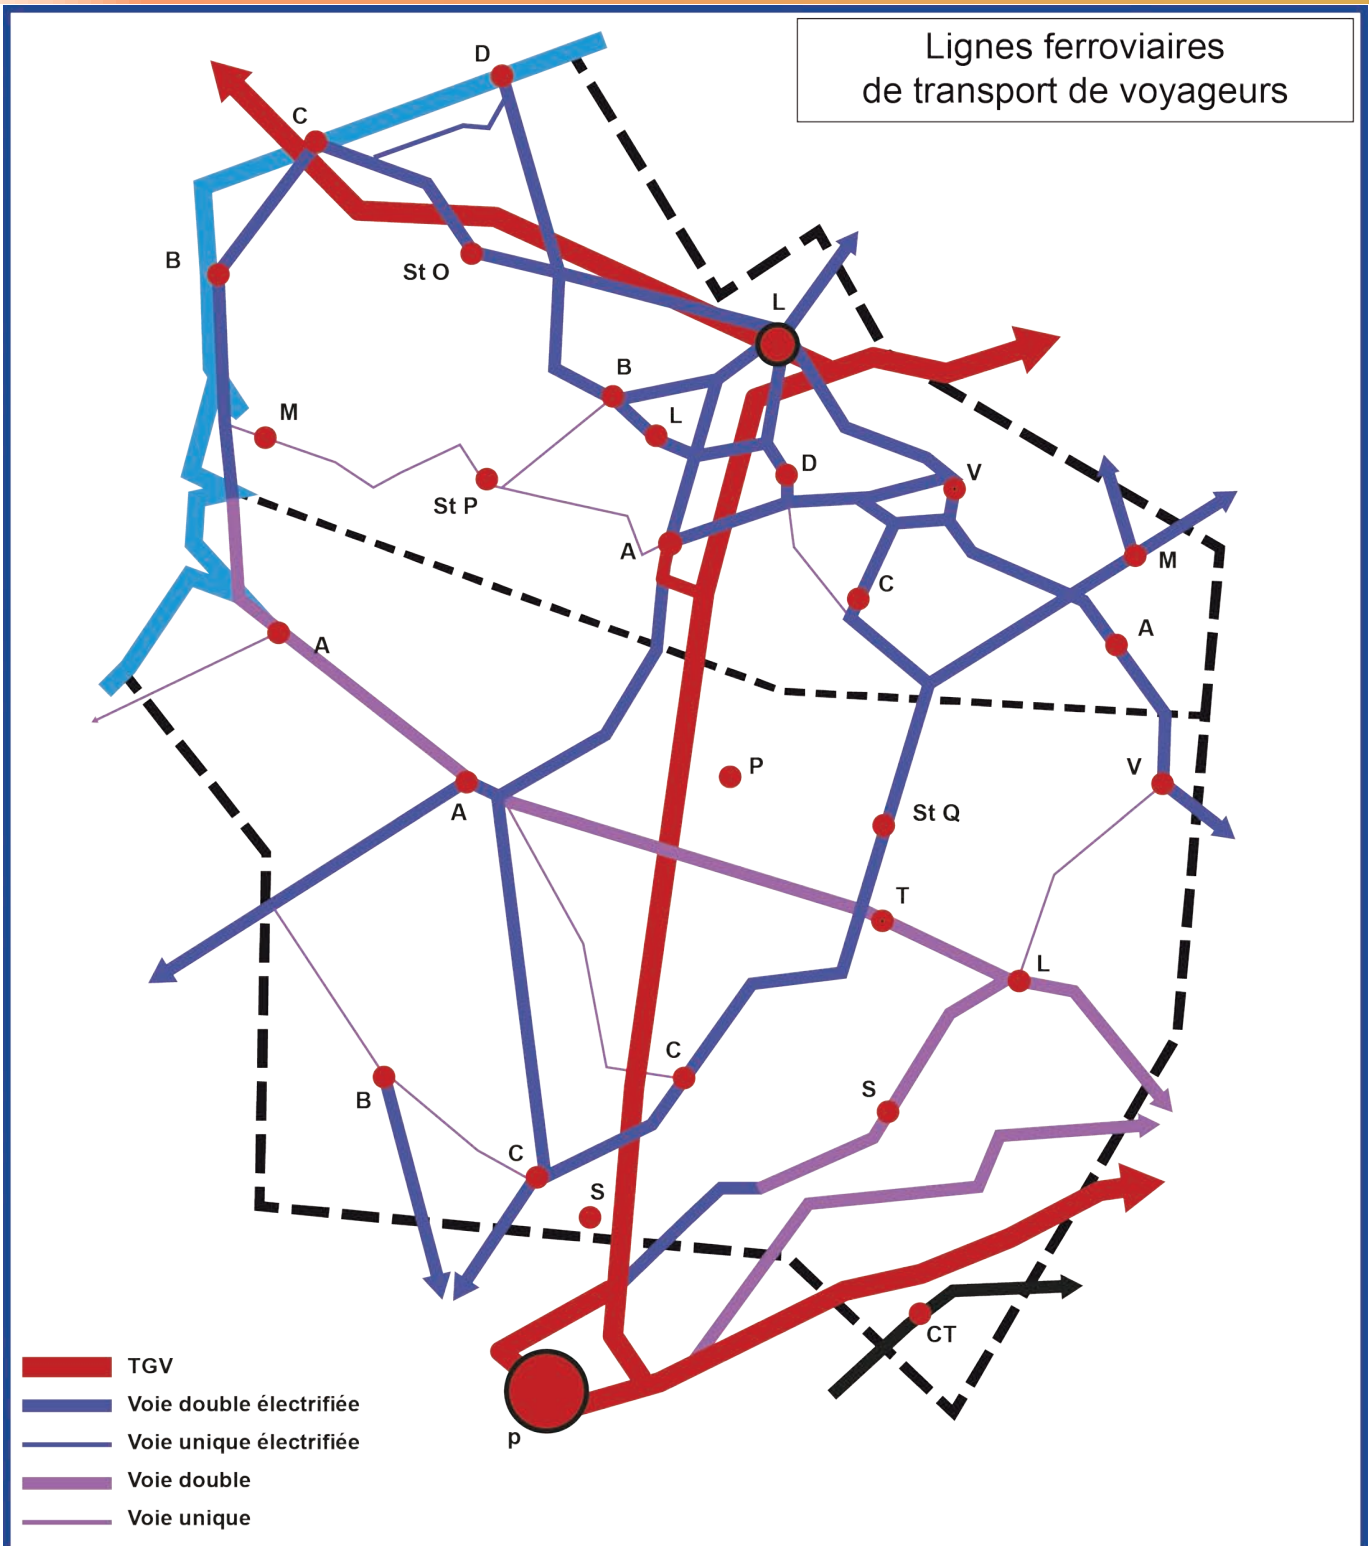 Lignes ferroviaires
de transport de voyageurs
D
C
B
St O
L
B
M
L
D
V
St P
A
M
C
A
A
P
V
A
St Q
T
L
C
S
B
C
S
CT
p
TGV
Voie double électrifiée
Voie unique électrifiée
Voie double
Voie unique